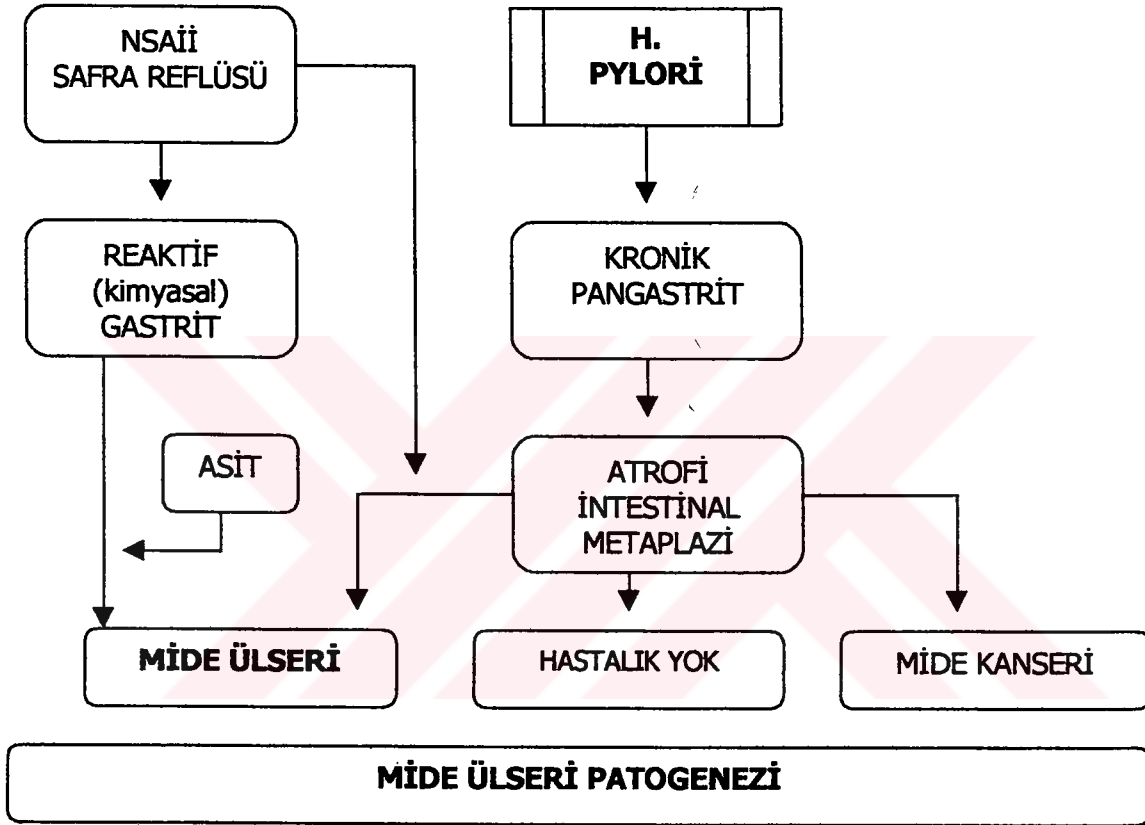 NSAİİ
SAFRA REFLÜSÜ
H.
PYLORİ
REAKTİF
(kimyasal)
GASTRİT
KRONİK
PANGASTRİT
ASİT
ATROFİ
İNTESTİNAL
METAPLAZİ
MİDE ÜLSERİ
HASTALIK YOK
MİDE KANSERİ
MİDE ÜLSERİ PATOGENEZİ